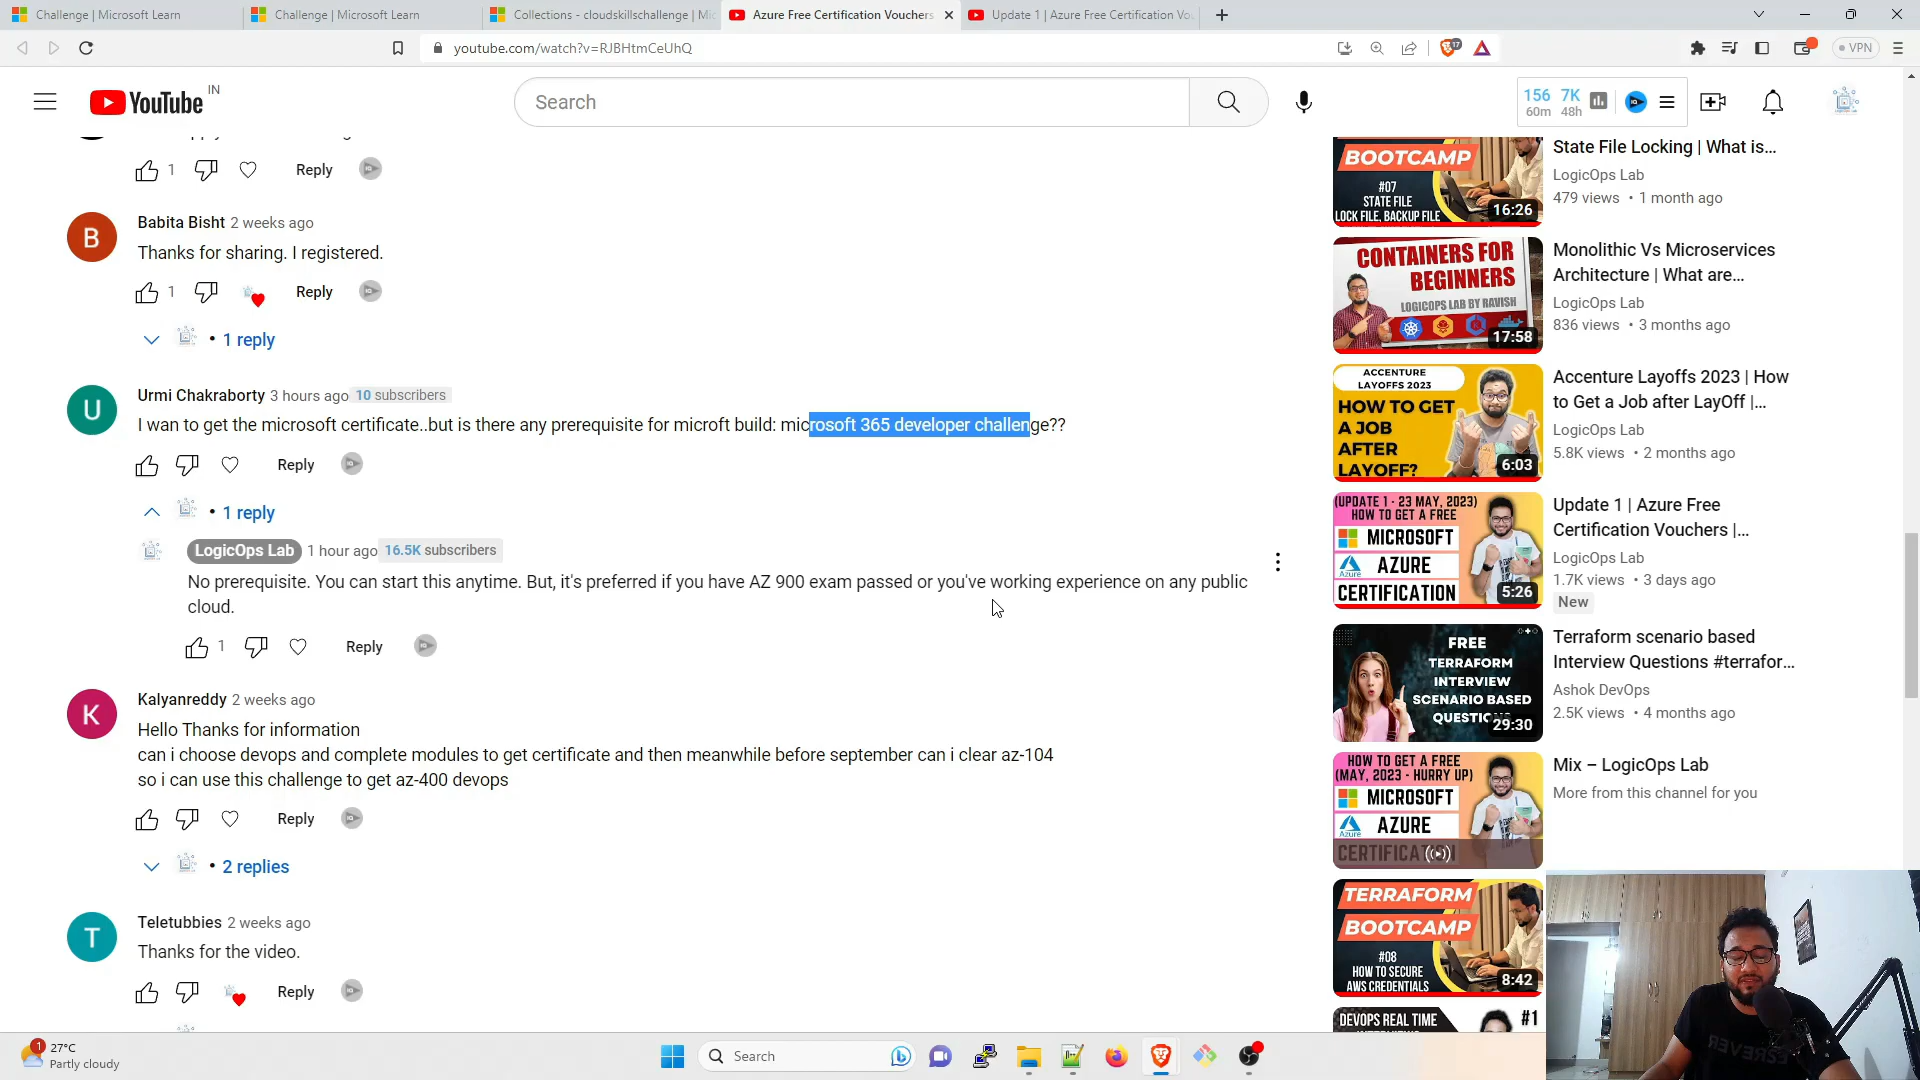 Challenge | Microsoft Learn
Challenge | Microsoft Learn
Collections - cloudskillschallenge | Mic
Azure Free Certification Vouchers
Update 1 | Azure Free Certification Vou
youtube.com/watch?v=RJBHtmCeUhQ
17
VPN
YouTube
IN
Search
156
60m
7K
48h
1
Reply
Babita Bisht 2 weeks ago
Thanks for sharing. I registered.
1
Reply
• 1 reply
U
Urmi Chakraborty 3 hours ago 10 subscribers
I wan to get the microsoft certificate..but is there any prerequisite for microft build: microsoft 365 developer challenge??
Reply
• 1 reply
LogicOps Lab 1 hour ago 16.5K subscribers
No prerequisite. You can start this anytime. But, it's preferred if you have AZ 900 exam passed or you've working experience on any public
cloud.
1
Reply
K
Kalyanreddy 2 weeks ago
Hello Thanks for information
can i choose devops and complete modules to get certificate and then meanwhile before september can i clear az-104
so i can use this challenge to get az-400 devops
Reply
• 2 replies
T
Teletubbies 2 weeks ago
Thanks for the video.
Reply
B
BOOTCAMP
#07
STATE FILE
LOCK FILE, BACKUP FILE
16:26
State File Locking | What is...
LogicOps Lab
479 views • 1 month ago
CONTAINERS FOR
BEGINNERS
LOGICOPS LAB BY RAVISH
17:58
Monolithic Vs Microservices
Architecture | What are...
LogicOps Lab
836 views • 3 months ago
ACCENTURE
LAYOFFS 2023
HOW TO GET
A JOB
AFTER
LAYOFF?
6:03
Accenture Layoffs 2023 | How
to Get a Job after LayOff |...
LogicOps Lab
5.8K views • 2 months ago
(UPDATE 1 - 23 MAY, 2023)
HOW TO GET A FREE
MICROSOFT
Azure
AZURE
CERTIFICATION
5:26
Update 1 | Azure Free
Certification Vouchers |...
LogicOps Lab
1.7K views • 3 days ago
New
FREE
TERRAFORM
INTERVIEW
SCENARIO BASED
29:30
Terraform scenario based
Interview Questions #terrafor...
Ashok DevOps
2.5K views • 4 months ago
HOW TO GET A FREE
(MAY, 2023 - HURRY UP)
MICROSOFT
Azure
AZURE
CERTIFICATION
Mix – LogicOps Lab
More from this channel for you
TERRAFORM
BOOTCAMP
#08
HOW TO SECURE
AWS CREDENTIALS
8:42
DEVOPS REAL TIME
#1
1
27°C
Partly cloudy
Search